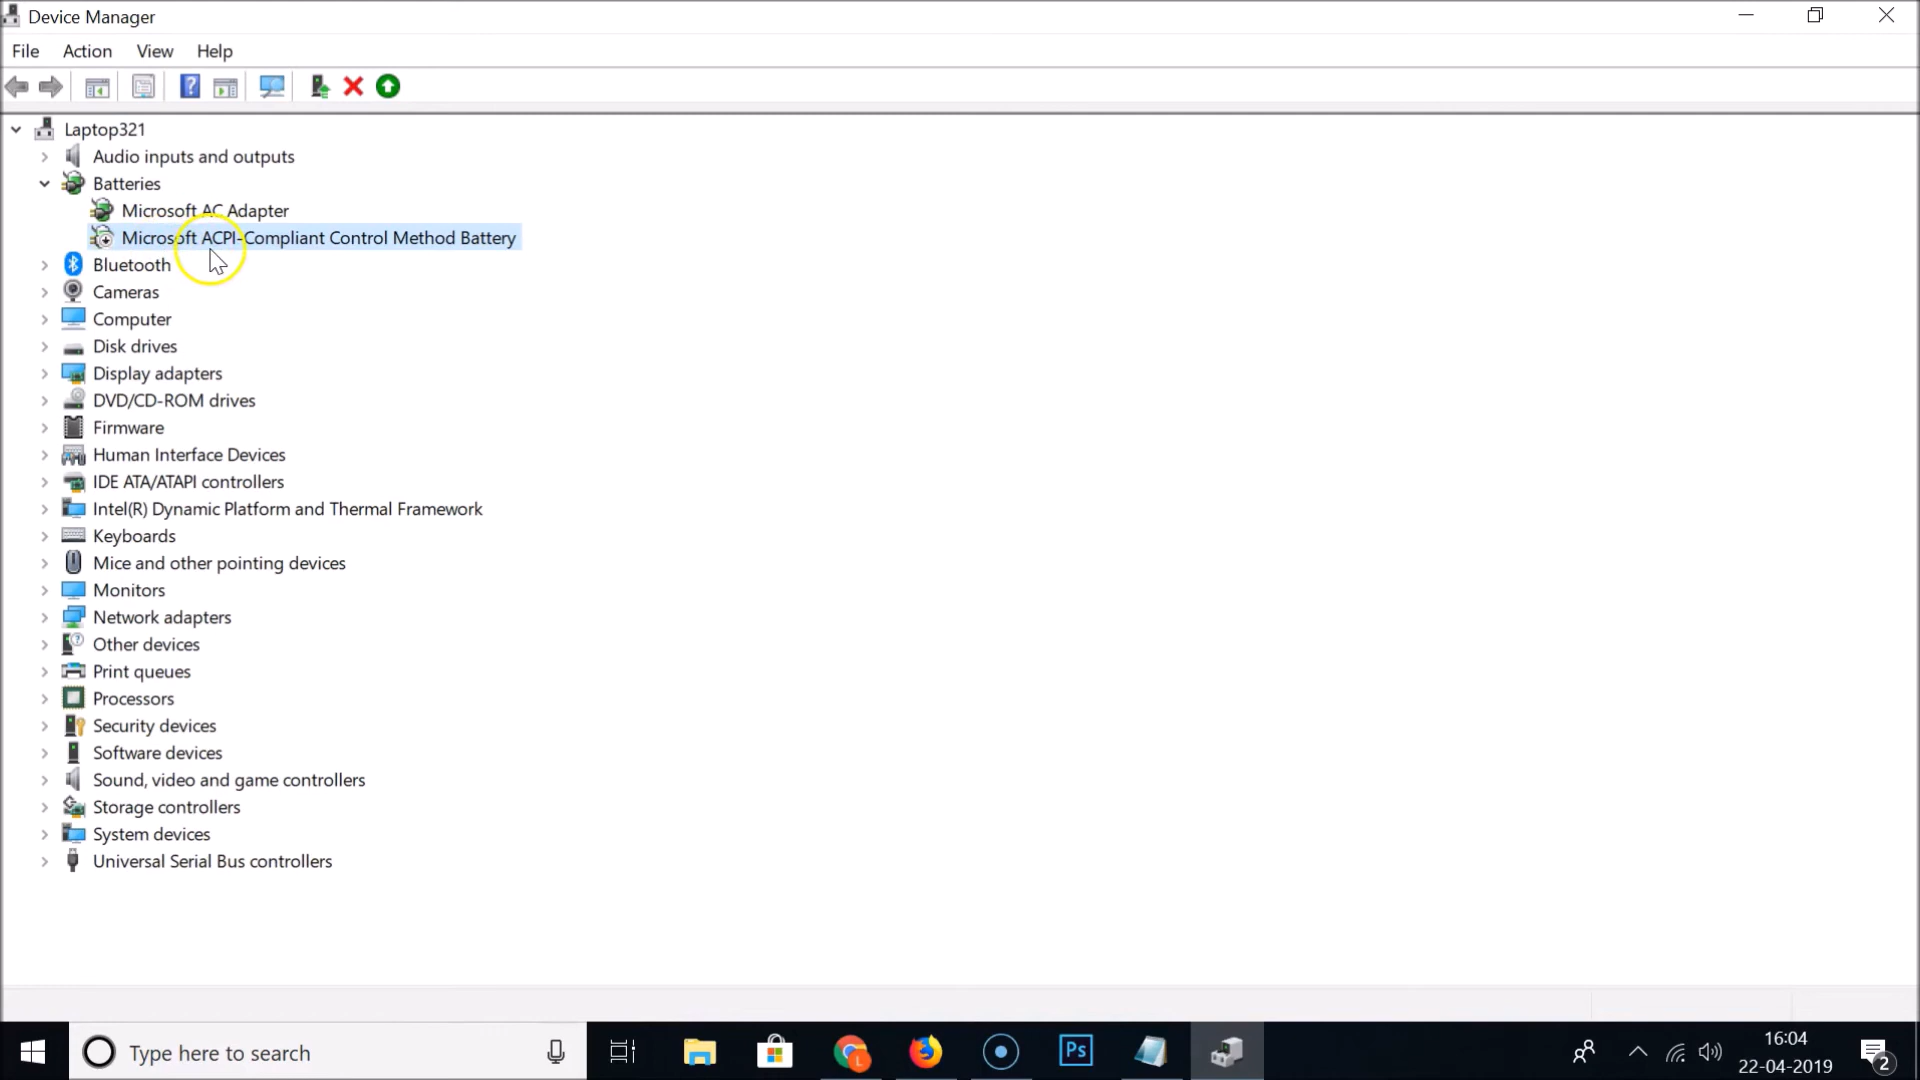 Device Manager
File Action View Help
Laptop321
Audio inputs and outputs
Batteries
Microsoft AC Adapter
Microsoft ACPI-Compliant Control Method Battery
Bluetooth
Cameras
Computer
Disk drives
Display adapters
DVD/CD-ROM drives
Firmware
Human Interface Devices
IDE ATA/ATAPI controllers
Intel(R) Dynamic Platform and Thermal Framework
Keyboards
Mice and other pointing devices
Monitors
Network adapters
Other devices
Print queues
Processors
Security devices
Software devices
Sound, video and game controllers
Storage controllers
System devices
Universal Serial Bus controllers
Type here to search
L
Ps
16:04
22-04-2019
2